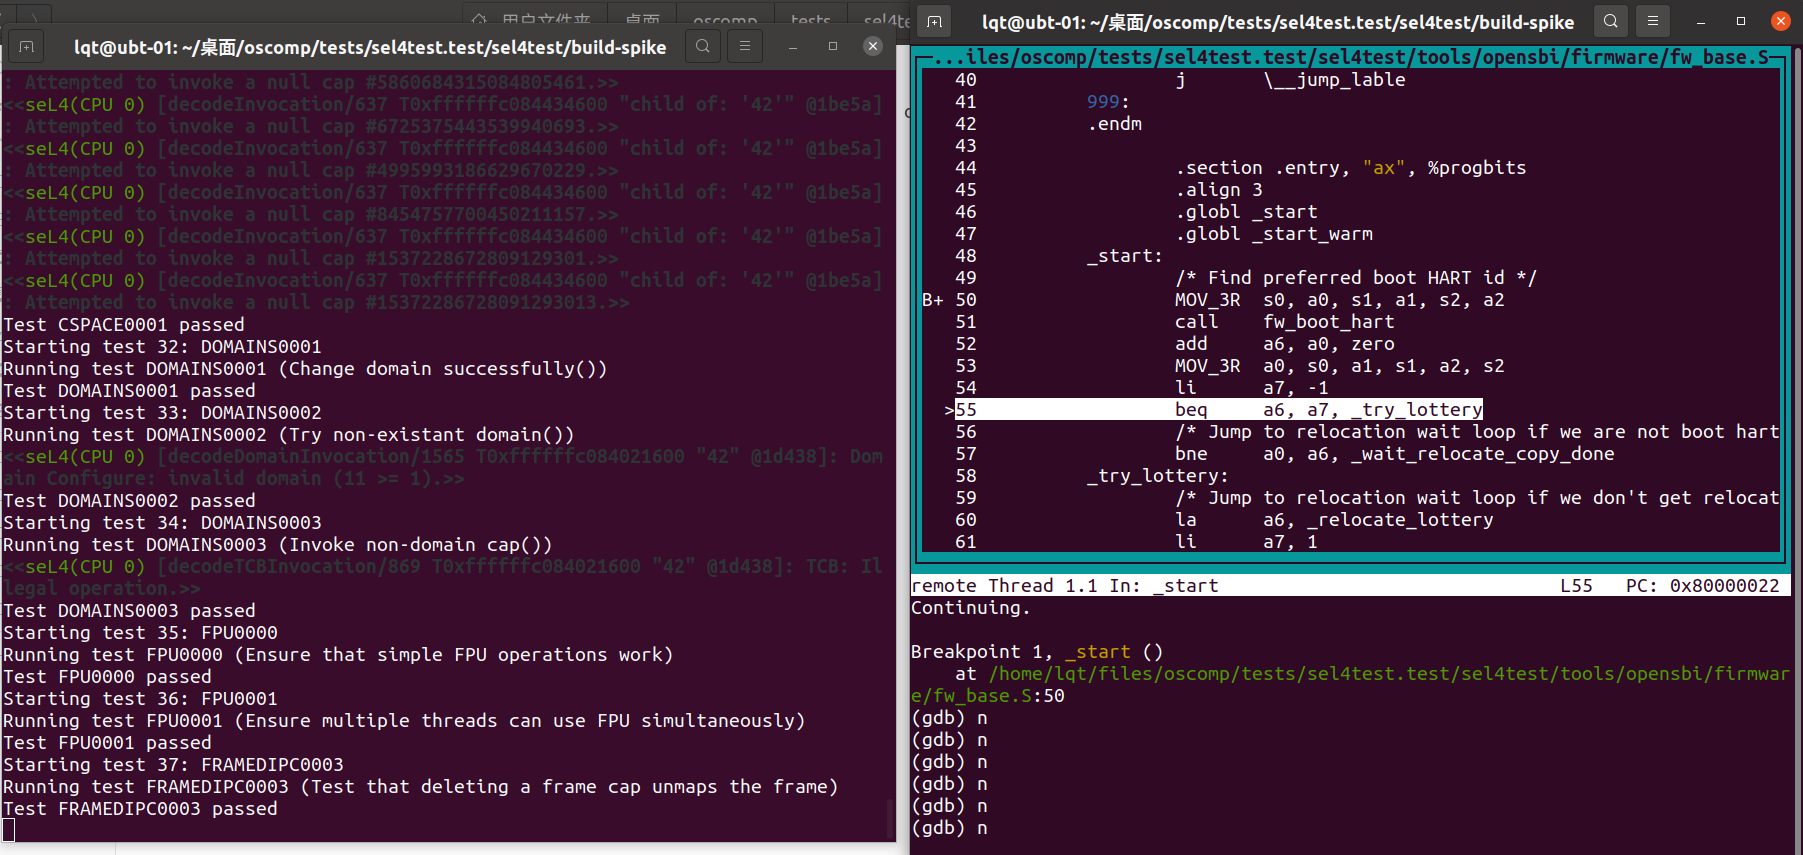 用户文件夹 桌面 oscomp tests sel4te
lqt@ubt-01: ~/桌面/oscomp/tests/sel4test.test/sel4test/build-spike
: Attempted to invoke a null cap #5860684315084805461.>>
<<seL4(CPU 0) [decodeInvocation/637 T0xffffffc084434600 "child of: '42'" @1be5a]
: Attempted to invoke a null cap #6725375443539940693.>>
<<seL4(CPU 0) [decodeInvocation/637 T0xffffffc084434600 "child of: '42'" @1be5a]
: Attempted to invoke a null cap #4995993186629670229.>>
<<seL4(CPU 0) [decodeInvocation/637 T0xffffffc084434600 "child of: '42'" @1be5a]
: Attempted to invoke a null cap #8454757700450211157.>>
<<seL4(CPU 0) [decodeInvocation/637 T0xffffffc084434600 "child of: '42'" @1be5a]
: Attempted to invoke a null cap #1537228672809129301.>>
<<seL4(CPU 0) [decodeInvocation/637 T0xffffffc084434600 "child of: '42'" @1be5a]
: Attempted to invoke a null cap #15372286728091293013.>>
Test CSPACE0001 passed
Starting test 32: DOMAINS0001
Running test DOMAINS0001 (Change domain successfully())
Test DOMAINS0001 passed
Starting test 33: DOMAINS0002
Running test DOMAINS0002 (Try non-existant domain())
<<seL4(CPU 0) [decodeDomainInvocation/1565 T0xffffffc084021600 "42" @1d438]: Dom
ain Configure: invalid domain (11 >= 1).>>
Test DOMAINS0002 passed
Starting test 34: DOMAINS0003
Running test DOMAINS0003 (Invoke non-domain cap())
<<seL4(CPU 0) [decodeTCBInvocation/869 T0xffffffc084021600 "42" @1d438]: TCB: Il
legal operation.>>
Test DOMAINS0003 passed
Starting test 35: FPU0000
Running test FPU0000 (Ensure that simple FPU operations work)
Test FPU0000 passed
Starting test 36: FPU0001
Running test FPU0001 (Ensure multiple threads can use FPU simultaneously)
Test FPU0001 passed
Starting test 37: FRAMEDIPC0003
Running test FRAMEDIPC0003 (Test that deleting a frame cap unmaps the frame)
Test FRAMEDIPC0003 passed
lqt@ubt-01: ~/桌面/oscomp/tests/sel4test.test/sel4test/build-spike
...iles/oscomp/tests/sel4test.test/sel4test/tools/opensbi/firmware/fw_base.S
40 j \__jump_lable
41 999:
42 .endm
43
44 .section .entry, "ax", %progbits
45 .align 3
46 .globl _start
47 .globl _start_warm
48 _start:
49 /* Find preferred boot HART id */
B+ 50 MOV_3R s0, a0, s1, a1, s2, a2
51 call fw_boot_hart
52 add a6, a0, zero
53 MOV_3R a0, s0, a1, s1, a2, s2
54 li a7, -1
>55 beq a6, a7, _try_lottery
56 /* Jump to relocation wait loop if we are not boot hart
57 bne a0, a6, _wait_relocate_copy_done
58 _try_lottery:
59 /* Jump to relocation wait loop if we don't get relocat
60 la a6, _relocate_lottery
61 li a7, 1
remote Thread 1.1 In: _start L55 PC: 0x80000022
Continuing.
Breakpoint 1, _start ()
at /home/lqt/files/oscomp/tests/sel4test.test/sel4test/tools/opensbi/firmwar
e/fw_base.S:50
(gdb) n
(gdb) n
(gdb) n
(gdb) n
(gdb) n
(gdb) n